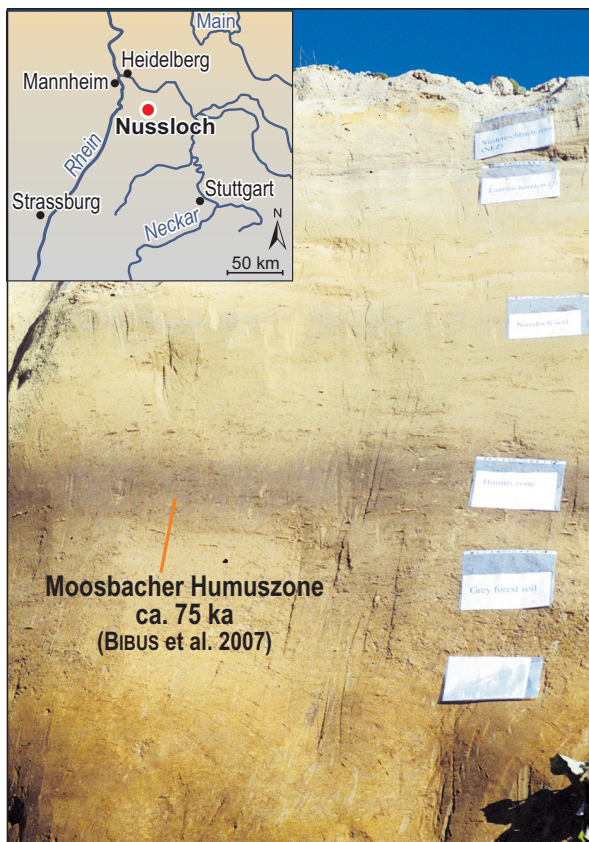 Main
Heidelberg
Mannheim
Nussloch
Rhein
Strassburg
Stuttgart
Neckar
N
50 km
(NEZ)
Nussloch soil
Humus zone
Grey forest soil
Moosbacher Humuszone
ca. 75 ka
(BIBUS et al. 2007)